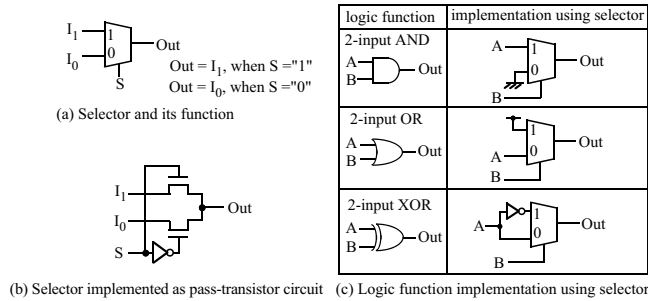 I1
1
I0
0
Out
S
Out = I1, when S ="1"
Out = I0, when S ="0"
(a) Selector and its function
I1
I0
Out
S
(b) Selector implemented as pass-transistor circuit
logic function
implementation using selector
2-input AND
A
B
Out
A
1
0
Out
B
2-input OR
A
B
Out
1
A
0
Out
B
2-input XOR
A
B
Out
A
1
0
Out
B
(c) Logic function implementation using selector